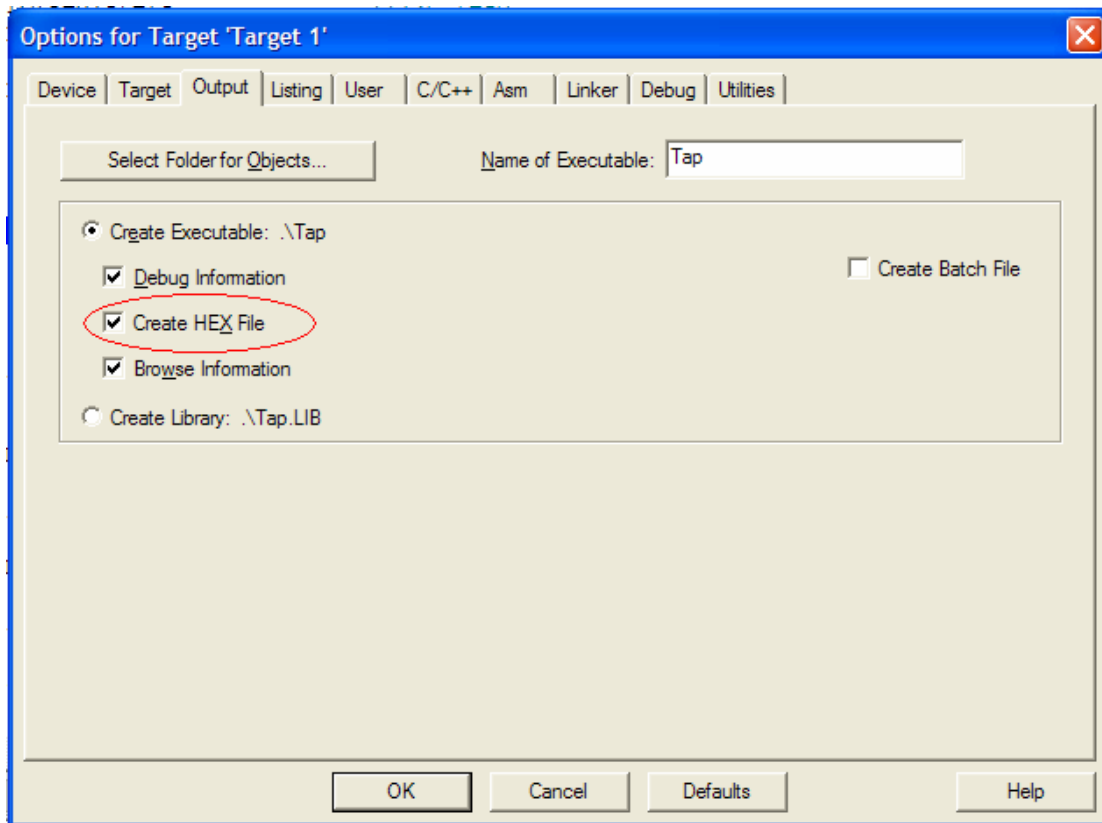 Options for Target 'Target 1'
Device Target Output Listing User C/C++ Asm Linker Debug Utilities
Select Folder for Objects... Name of Executable: Tap
Create Executable: .\Tap
Debug Information Create Batch File
Create HEX File
Browse Information
Create Library: .\Tap.LIB
OK Cancel Defaults Help